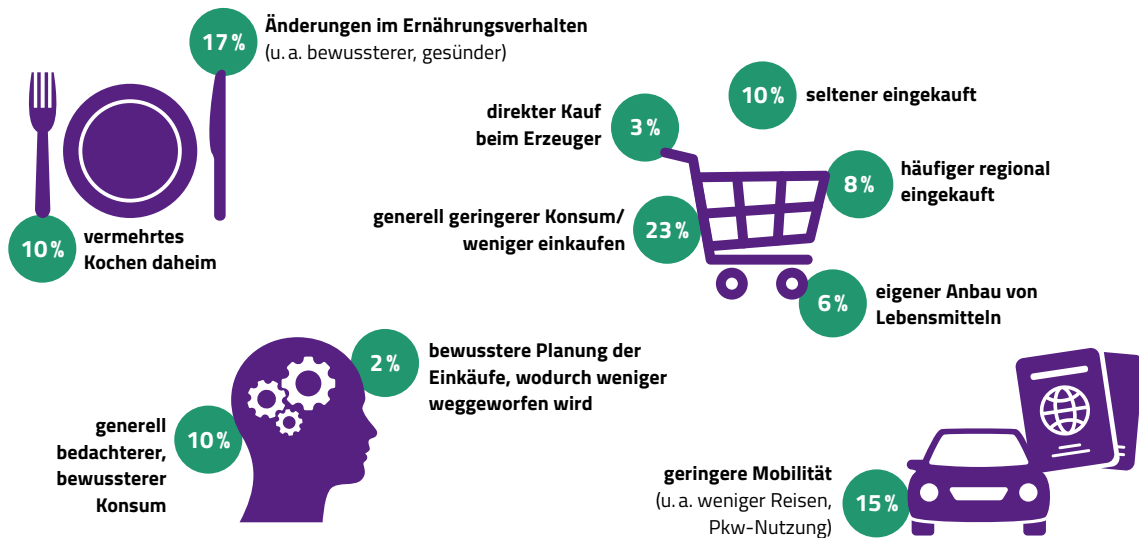 17 %
Änderungen im Ernährungsverhalten
(u. a. bewussterer, gesünder)
10 %
vermehrtes
Kochen daheim
direkter Kauf
beim Erzeuger
3 %
10 %
seltener eingekauft
8 %
häufiger regional
eingekauft
generell geringerer Konsum/
weniger einkaufen
23 %
6 %
eigener Anbau von
Lebensmitteln
2 %
bewusstere Planung der
Einkäufe, wodurch weniger
weggeworfen wird
generell
bedachterer,
bewussterer
Konsum
10 %
geringere Mobilität
(u. a. weniger Reisen,
Pkw-Nutzung)
15 %